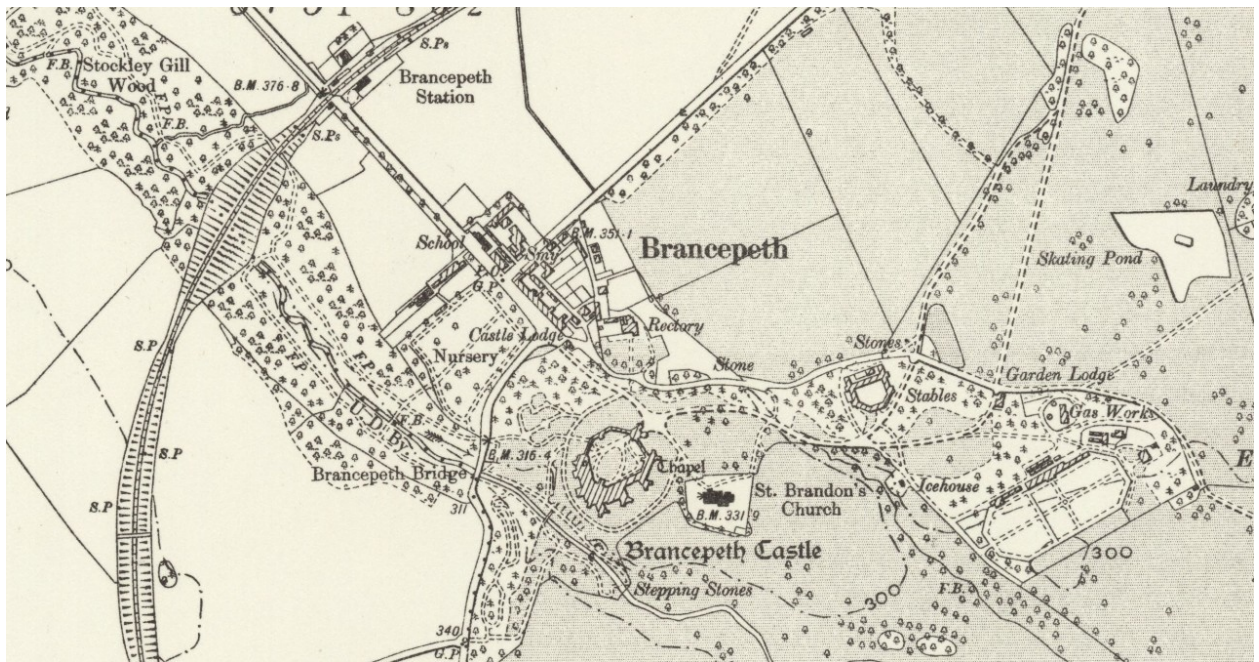 S.Ps
F.B.
Stockley Gill
Wood
F.P.
B.M. 376·8
Brancepeth
Station
F.B.
S.Ps
Laundry
School
Smy
B.M. 351·1
Brancepeth
P.O.
G.P
Skating Pond
Castle Lodge
Rectory
S.P
S.P
Nursery
F.P.
F.P.
Stone
Stones
Garden Lodge
Stables
Gas Works
F.B.
U.D.By
B.M. 316·4
Brancepeth Bridge
Chapel
S.P
S.P
311
St. Brandon's
Church
B.M. 331
Icehouse
E
Brancepeth Castle
300
Stepping Stones
300
F.B.
340
G.P